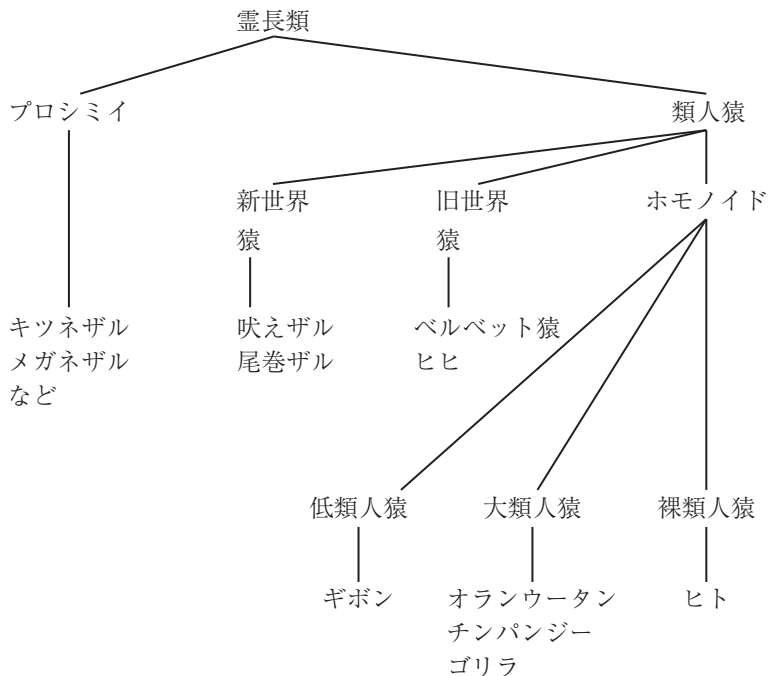 霊長類
プロシミイ
類人猿
新世界
猿
旧世界
猿
ホモノイド
キツネザル
メガネザル
など
吠えザル
尾巻ザル
ベルベット猿
ヒヒ
低類人猿
大類人猿
裸類人猿
ギボン
オランウータン
チンパンジー
ゴリラ
ヒト